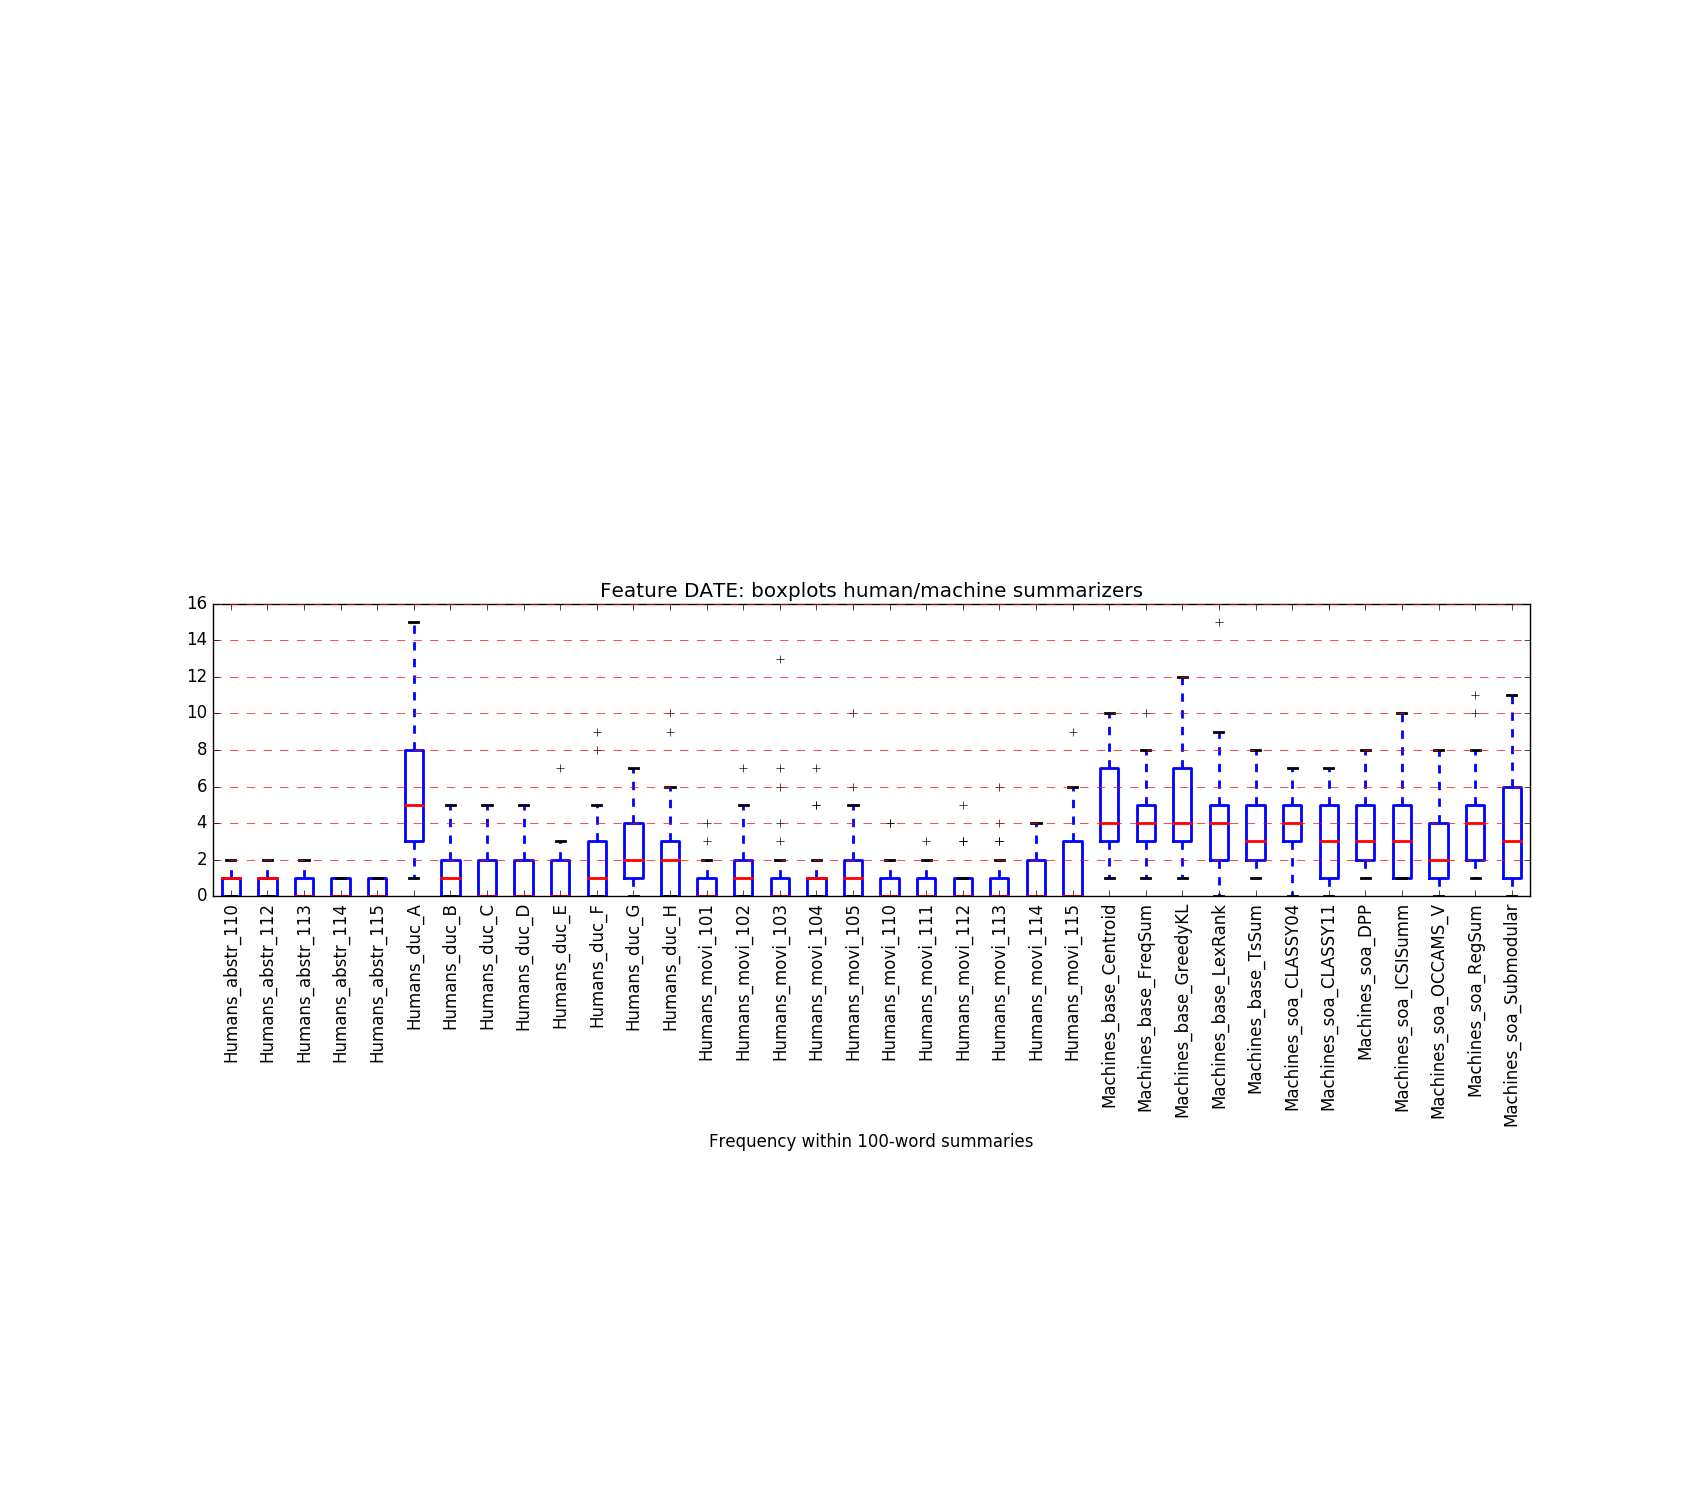 Feature DATE: boxplots human/machine summarizers
16
14
12
10
8
6
4
2
0
Humans_abstr_110
Humans_abstr_112
Humans_abstr_113
Humans_abstr_114
Humans_abstr_115
Humans_duc_A
Humans_duc_B
Humans_duc_C
Humans_duc_D
Humans_duc_E
Humans_duc_F
Humans_duc_G
Humans_duc_H
Humans_movi_101
Humans_movi_102
Humans_movi_103
Humans_movi_104
Humans_movi_105
Humans_movi_110
Humans_movi_111
Humans_movi_112
Humans_movi_113
Humans_movi_114
Humans_movi_115
Machines_base_Centroid
Machines_base_FreqSum
Machines_base_GreedyKL
Machines_base_LexRank
Machines_base_TsSum
Machines_soa_CLASSY04
Machines_soa_CLASSY11
Machines_soa_DPP
Machines_soa_ICSISumm
Machines_soa_OCCAMS_V
Machines_soa_RegSum
Machines_soa_Submodular
Frequency within 100-word summaries